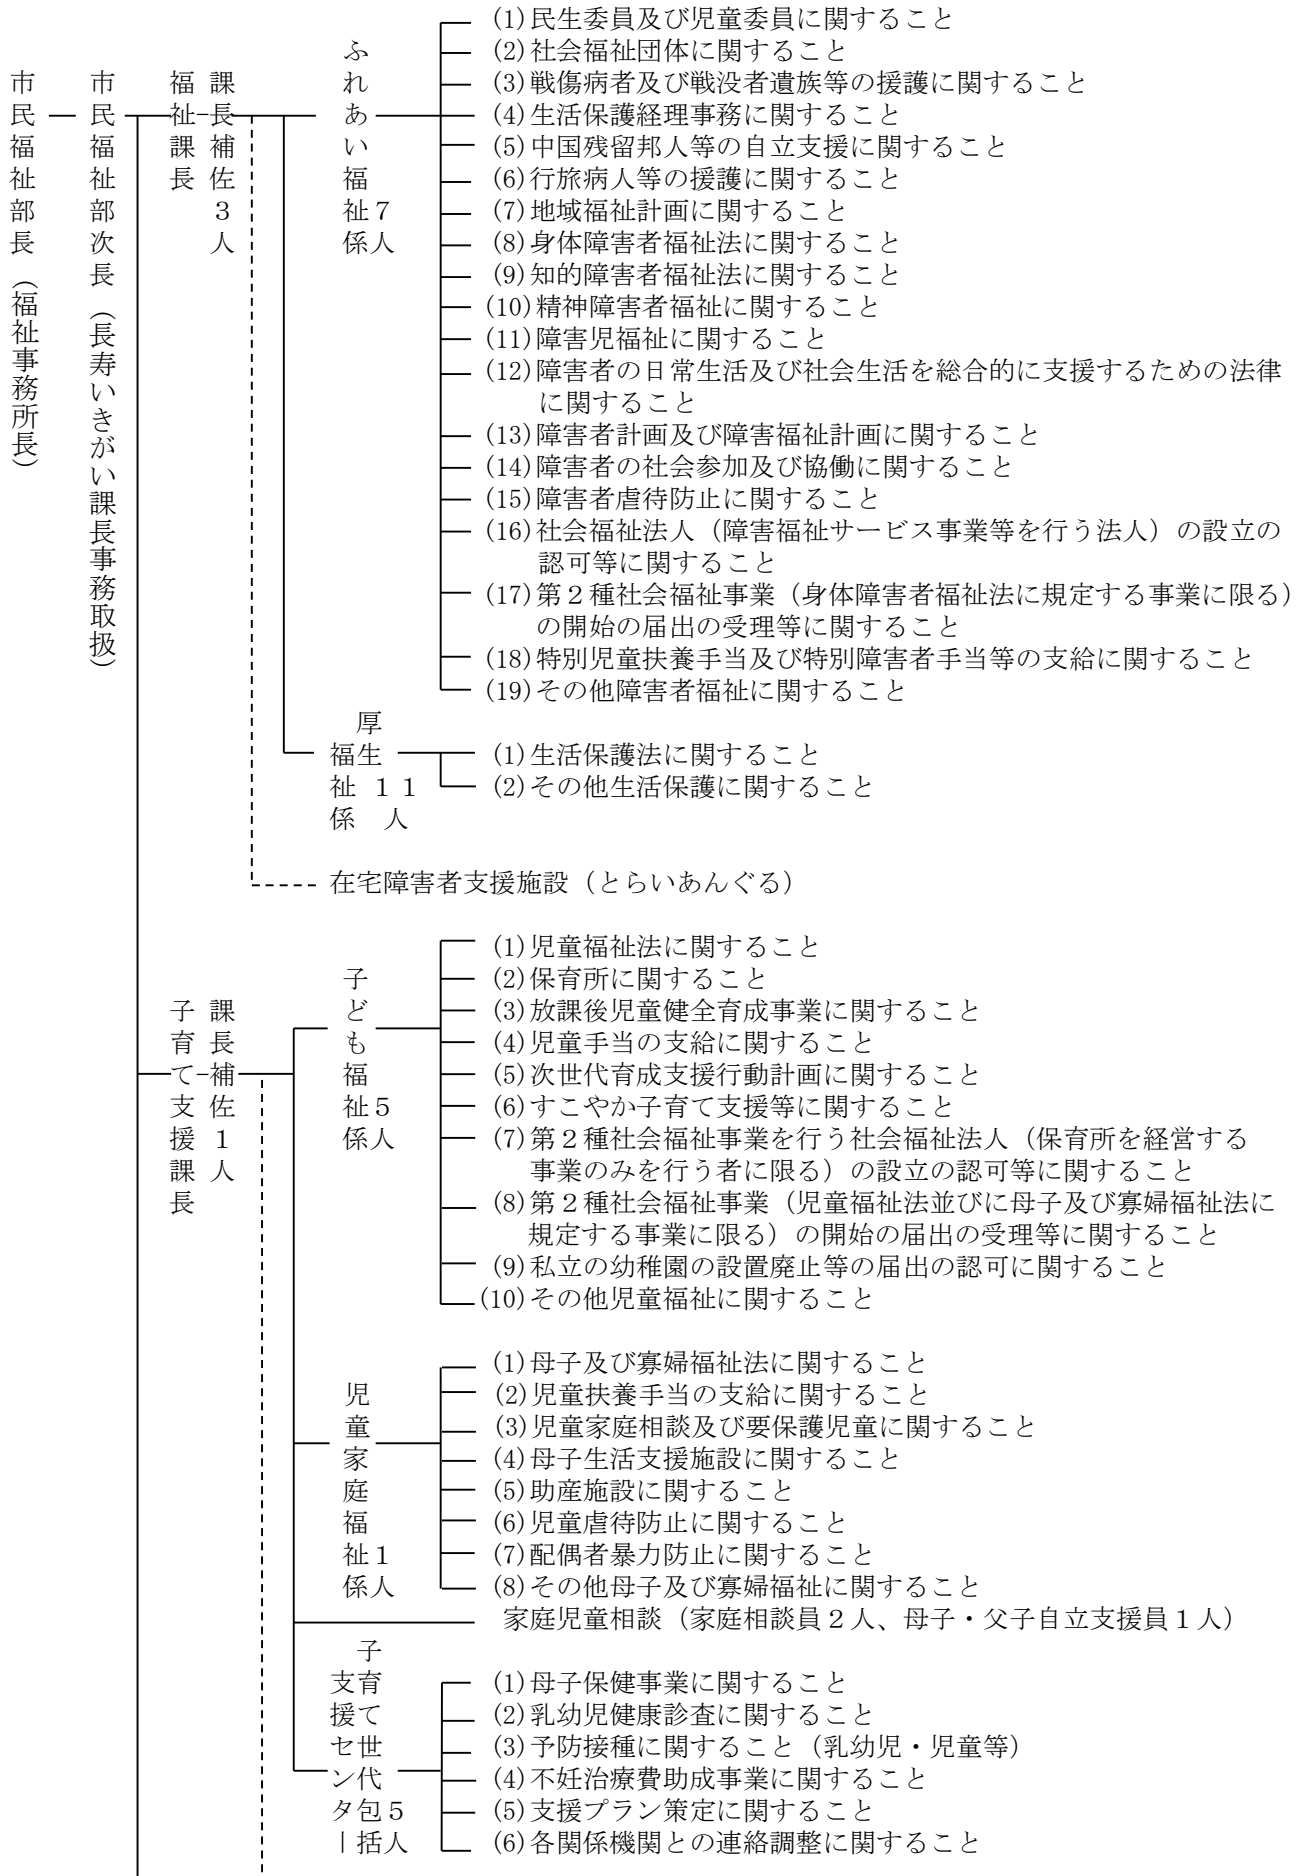 市民福祉部長（福祉事務所長）
市民福祉部次長（長寿いきがい課長事務取扱）
福祉課長
課長補佐３人
ふれあい福祉係
７人
(1)民生委員及び児童委員に関すること
(2)社会福祉団体に関すること
(3)戦傷病者及び戦没者遺族等の援護に関すること
(4)生活保護経理事務に関すること
(5)中国残留邦人等の自立支援に関すること
(6)行旅病人等の援護に関すること
(7)地域福祉計画に関すること
(8)身体障害者福祉法に関すること
(9)知的障害者福祉法に関すること
(10)精神障害者福祉に関すること
(11)障害児福祉に関すること
(12)障害者の日常生活及び社会生活を総合的に支援するための法律
に関すること
(13)障害者計画及び障害福祉計画に関すること
(14)障害者の社会参加及び協働に関すること
(15)障害者虐待防止に関すること
(16)社会福祉法人（障害福祉サービス事業等を行う法人）の設立の
認可等に関すること
(17)第２種社会福祉事業（身体障害者福祉法に規定する事業に限る）
の開始の届出の受理等に関すること
(18)特別児童扶養手当及び特別障害者手当等の支給に関すること
(19)その他障害者福祉に関すること
厚生
福祉係
１１人
(1)生活保護法に関すること
(2)その他生活保護に関すること
在宅障害者支援施設（とらいあんぐる）
子育て支援課長
課長補佐１人
子ども福祉係
５人
(1)児童福祉法に関すること
(2)保育所に関すること
(3)放課後児童健全育成事業に関すること
(4)児童手当の支給に関すること
(5)次世代育成支援行動計画に関すること
(6)すこやか子育て支援等に関すること
(7)第２種社会福祉事業を行う社会福祉法人（保育所を経営する
事業のみを行う者に限る）の設立の認可等に関すること
(8)第２種社会福祉事業（児童福祉法並びに母子及び寡婦福祉法に
規定する事業に限る）の開始の届出の受理等に関すること
(9)私立の幼稚園の設置廃止等の届出の認可に関すること
(10)その他児童福祉に関すること
児童家庭福祉係
１人
(1)母子及び寡婦福祉法に関すること
(2)児童扶養手当の支給に関すること
(3)児童家庭相談及び要保護児童に関すること
(4)母子生活支援施設に関すること
(5)助産施設に関すること
(6)児童虐待防止に関すること
(7)配偶者暴力防止に関すること
(8)その他母子及び寡婦福祉に関すること
家庭児童相談（家庭相談員２人、母子・父子自立支援員１人）
子育て世代包括
支援センター
５人
(1)母子保健事業に関すること
(2)乳幼児健康診査に関すること
(3)予防接種に関すること（乳幼児・児童等）
(4)不妊治療費助成事業に関すること
(5)支援プラン策定に関すること
(6)各関係機関との連絡調整に関すること